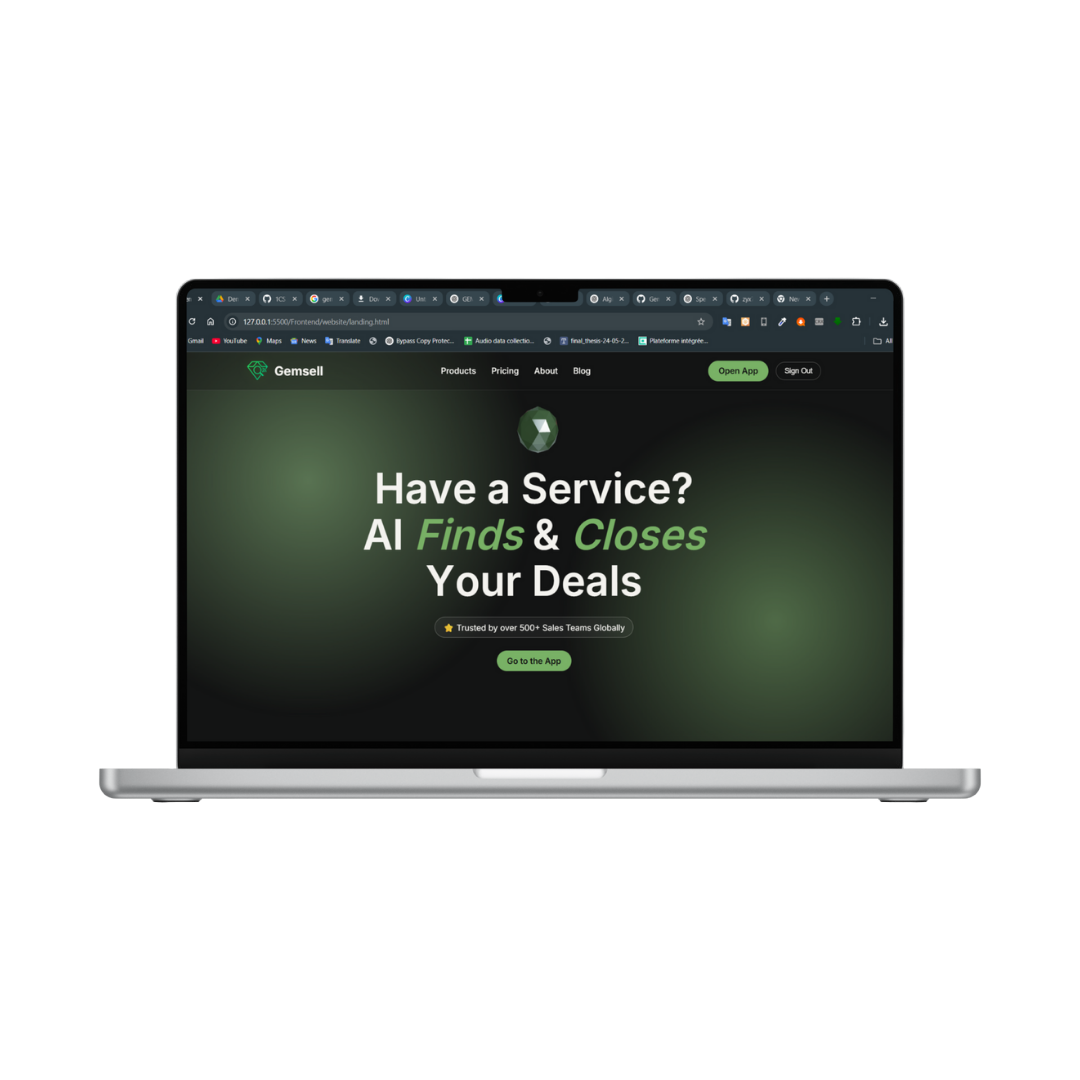 Der
1CS
ger
Dov
Unt
GEN
Alg
Ger
Spe
zyx
Nev
127.0.0.1:5500/Frontend/website/landing.html
Gmail
YouTube
Maps
News
Translate
Bypass Copy Protec...
Audio data collectio...
final_thesis-24-05-2...
Plateforme intégrée...
All
Gemsell
Products
Pricing
About
Blog
Open App
Sign Out
Have a Service?
AI Finds & Closes
Your Deals
Trusted by over 500+ Sales Teams Globally
Go to the App